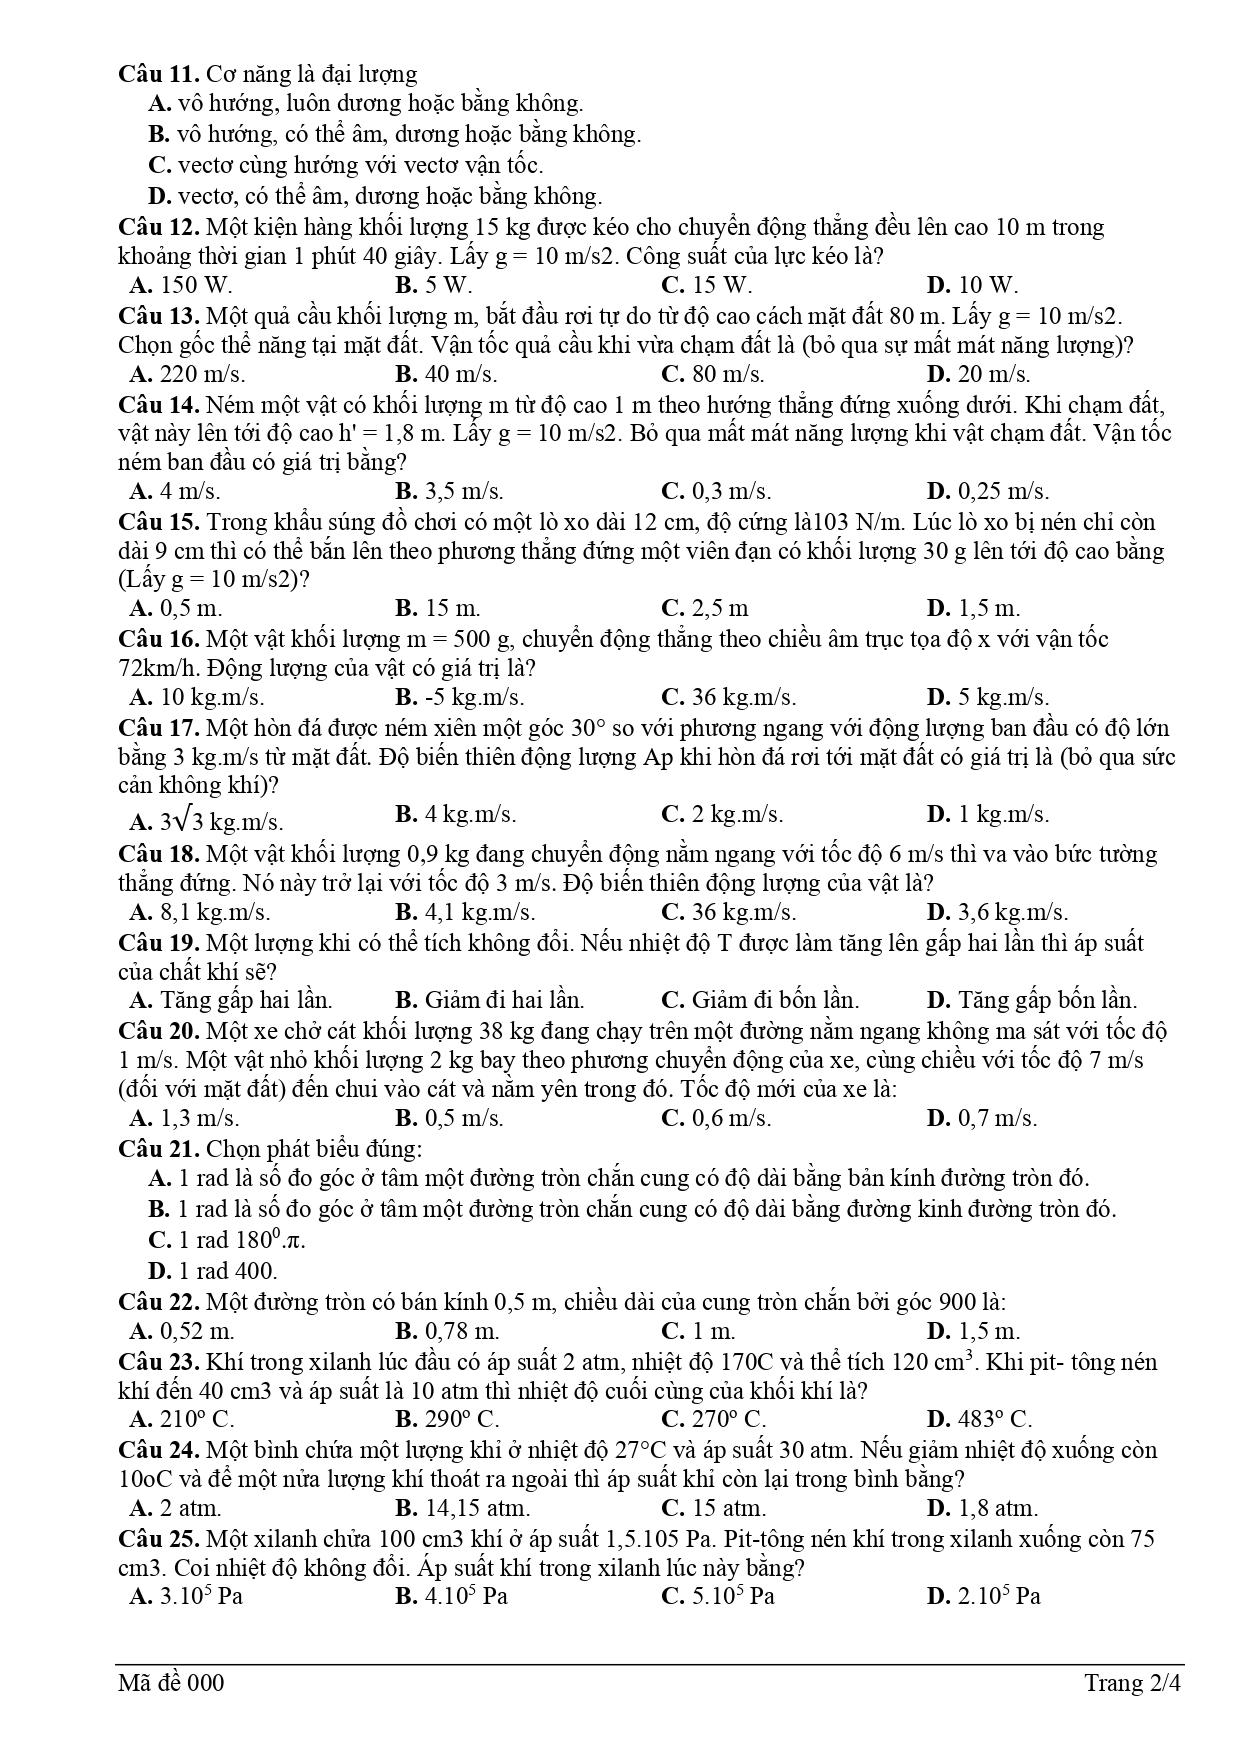 Câu 11. Cơ năng là đại lượng
A. vô hướng, luôn dương hoặc bằng không.
B. vô hướng, có thể âm, dương hoặc bằng không.
C. vectơ cùng hướng với vectơ vận tốc.
D. vectơ, có thể âm, dương hoặc bằng không.
Câu 12. Một kiện hàng khối lượng 15 kg được kéo cho chuyển động thẳng đều lên cao 10 m trong
khoảng thời gian 1 phút 40 giây. Lấy g = 10 m/s2. Công suất của lực kéo là?
A. 150 W. B. 5 W. C. 15 W. D. 10 W.
Câu 13. Một quả cầu khối lượng m, bắt đầu rơi tự do từ độ cao cách mặt đất 80 m. Lấy g = 10 m/s2.
Chọn gốc thể năng tại mặt đất. Vận tốc quả cầu khi vừa chạm đất là (bỏ qua sự mất mát năng lượng)?
A. 220 m/s. B. 40 m/s. C. 80 m/s. D. 20 m/s.
Câu 14. Ném một vật có khối lượng m từ độ cao 1 m theo hướng thẳng đứng xuống dưới. Khi chạm đất,
vật này lên tới độ cao h' = 1,8 m. Lấy g = 10 m/s2. Bỏ qua mất mát năng lượng khi vật chạm đất. Vận tốc
ném ban đầu có giá trị bằng?
A. 4 m/s. B. 3,5 m/s. C. 0,3 m/s. D. 0,25 m/s.
Câu 15. Trong khẩu súng đồ chơi có một lò xo dài 12 cm, độ cứng là103 N/m. Lúc lò xo bị nén chỉ còn
dài 9 cm thì có thể bắn lên theo phương thẳng đứng một viên đạn có khối lượng 30 g lên tới độ cao bằng
(Lấy g = 10 m/s2)?
A. 0,5 m. B. 15 m. C. 2,5 m D. 1,5 m.
Câu 16. Một vật khối lượng m = 500 g, chuyển động thẳng theo chiều âm trục tọa độ x với vận tốc
72km/h. Động lượng của vật có giá trị là?
A. 10 kg.m/s. B. -5 kg.m/s. C. 36 kg.m/s. D. 5 kg.m/s.
Câu 17. Một hòn đá được ném xiên một góc 30° so với phương ngang với động lượng ban đầu có độ lớn
bằng 3 kg.m/s từ mặt đất. Độ biến thiên động lượng Ap khi hòn đá rơi tới mặt đất có giá trị là (bỏ qua sức
cản không khí)?
A. 3√3 kg.m/s. B. 4 kg.m/s. C. 2 kg.m/s. D. 1 kg.m/s.
Câu 18. Một vật khối lượng 0,9 kg đang chuyển động nằm ngang với tốc độ 6 m/s thì va vào bức tường
thẳng đứng. Nó này trở lại với tốc độ 3 m/s. Độ biến thiên động lượng của vật là?
A. 8,1 kg.m/s. B. 4,1 kg.m/s. C. 36 kg.m/s. D. 3,6 kg.m/s.
Câu 19. Một lượng khi có thể tích không đổi. Nếu nhiệt độ T được làm tăng lên gấp hai lần thì áp suất
của chất khí sẽ?
A. Tăng gấp hai lần. B. Giảm đi hai lần. C. Giảm đi bốn lần. D. Tăng gấp bốn lần.
Câu 20. Một xe chở cát khối lượng 38 kg đang chạy trên một đường nằm ngang không ma sát với tốc độ
1 m/s. Một vật nhỏ khối lượng 2 kg bay theo phương chuyển động của xe, cùng chiều với tốc độ 7 m/s
(đối với mặt đất) đến chui vào cát và nằm yên trong đó. Tốc độ mới của xe là:
A. 1,3 m/s. B. 0,5 m/s. C. 0,6 m/s. D. 0,7 m/s.
Câu 21. Chọn phát biểu đúng:
A. 1 rad là số đo góc ở tâm một đường tròn chắn cung có độ dài bằng bản kính đường tròn đó.
B. 1 rad là số đo góc ở tâm một đường tròn chắn cung có độ dài bằng đường kinh đường tròn đó.
C. 1 rad 180⁰.π.
D. 1 rad 400.
Câu 22. Một đường tròn có bán kính 0,5 m, chiều dài của cung tròn chắn bởi góc 900 là:
A. 0,52 m. B. 0,78 m. C. 1 m. D. 1,5 m.
Câu 23. Khí trong xilanh lúc đầu có áp suất 2 atm, nhiệt độ 170C và thể tích 120 cm³. Khi pit- tông nén
khí đến 40 cm3 và áp suất là 10 atm thì nhiệt độ cuối cùng của khối khí là?
A. 210º C. B. 290º C. C. 270º C. D. 483º C.
Câu 24. Một bình chứa một lượng khi ở nhiệt độ 27°C và áp suất 30 atm. Nếu giảm nhiệt độ xuống còn
10oC và để một nửa lượng khí thoát ra ngoài thì áp suất khi còn lại trong bình bằng?
A. 2 atm. B. 14,15 atm. C. 15 atm. D. 1,8 atm.
Câu 25. Một xilanh chửa 100 cm3 khí ở áp suất 1,5.105 Pa. Pit-tông nén khí trong xilanh xuống còn 75
cm3. Coi nhiệt độ không đổi. Áp suất khí trong xilanh lúc này bằng?
A. 3.10⁵ Pa B. 4.10⁵ Pa C. 5.10⁵ Pa D. 2.10⁵ Pa
Mã đề 000 Trang 2/4